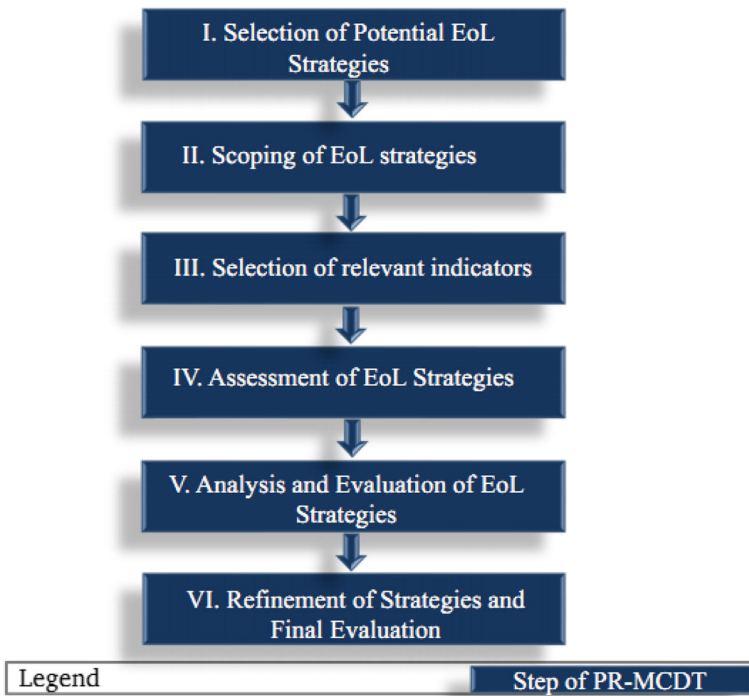 I. Selection of Potential EoL
Strategies
II. Scoping of EoL strategies
III. Selection of relevant indicators
IV. Assessment of EoL Strategies
V. Analysis and Evaluation of EoL
Strategies
VI. Refinement of Strategies and
Final Evaluation
Legend
Step of PR-MCDT